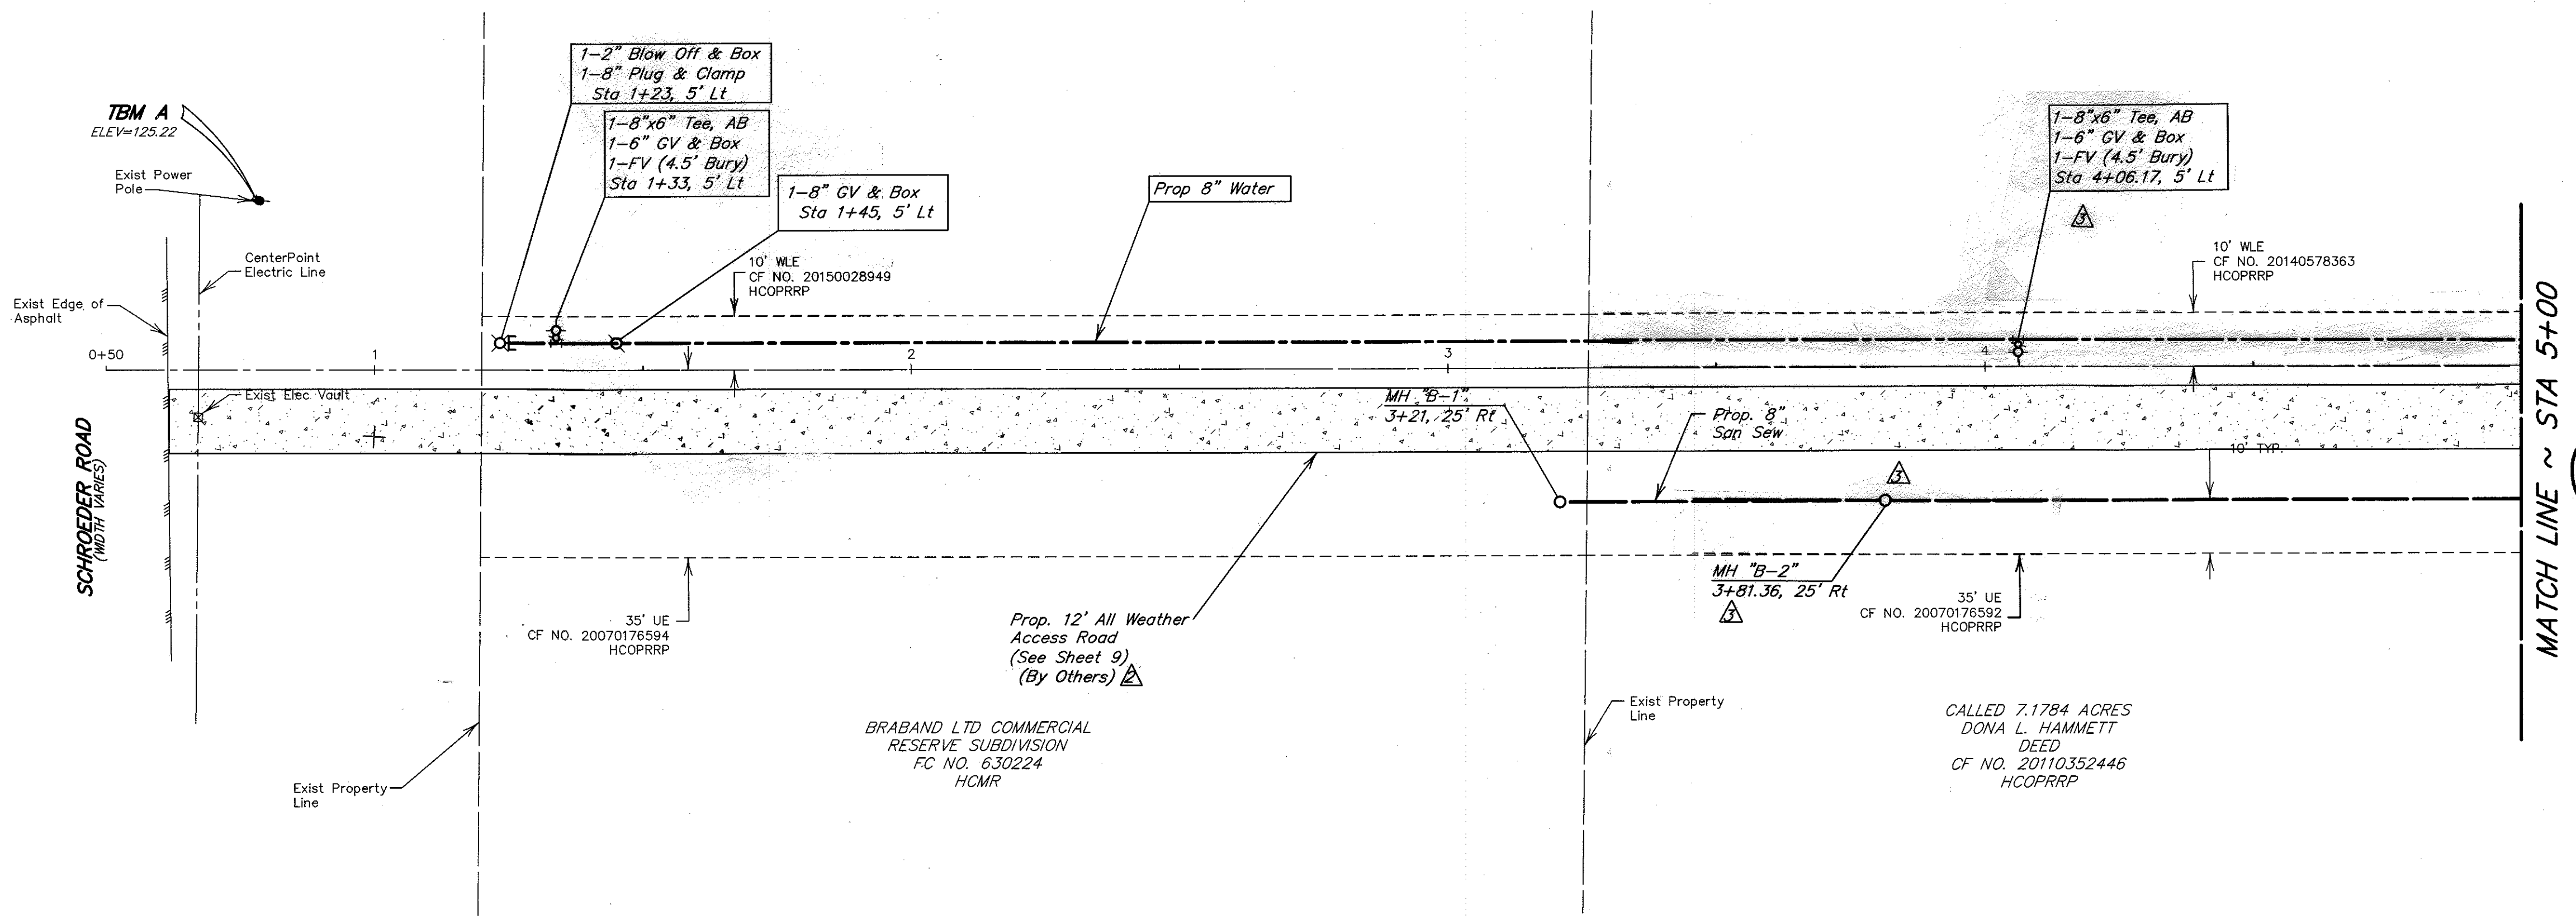 1-2" Blow Off & Box
1-8" Plug & Clamp
Sta 1+23, 5' Lt
TBM A
ELEV=125.22
1-8"x6" Tee, AB
1-6" GV & Box
1-FV (4.5' Bury)
Sta 1+33, 5' Lt
1-8"x6" Tee, AB
1-6" GV & Box
1-FV (4.5' Bury)
Sta 4+06.17, 5' Lt
3
Exist Power
Pole
1-8" GV & Box
Sta 1+45, 5' Lt
Prop 8" Water
CenterPoint
Electric Line
10' WLE
CF NO. 20150028949
HCOPRRP
10' WLE
CF NO. 20140578363
HCOPRRP
Exist Edge of
Asphalt
0+50
1
2
3
4
Exist Elec Vault
MH "B-1"
3+21, 25' Rt
Prop. 8"
San Sew
10' TYP.
SCHROEDER ROAD
(WIDTH VARIES)
MATCH LINE ~ STA 5+00
3
MH "B-2"
3+81.36, 25' Rt
3
35' UE
CF NO. 20070176594
HCOPRRP
35' UE
CF NO. 20070176592
HCOPRRP
Prop. 12' All Weather
Access Road
(See Sheet 9)
(By Others) 2
Exist Property
Line
BRABAND LTD COMMERCIAL
RESERVE SUBDIVISION
FC NO. 630224
HCMR
CALLED 7.1784 ACRES
DONA L. HAMMETT
DEED
CF NO. 20110352446
HCOPRRP
Exist Property
Line